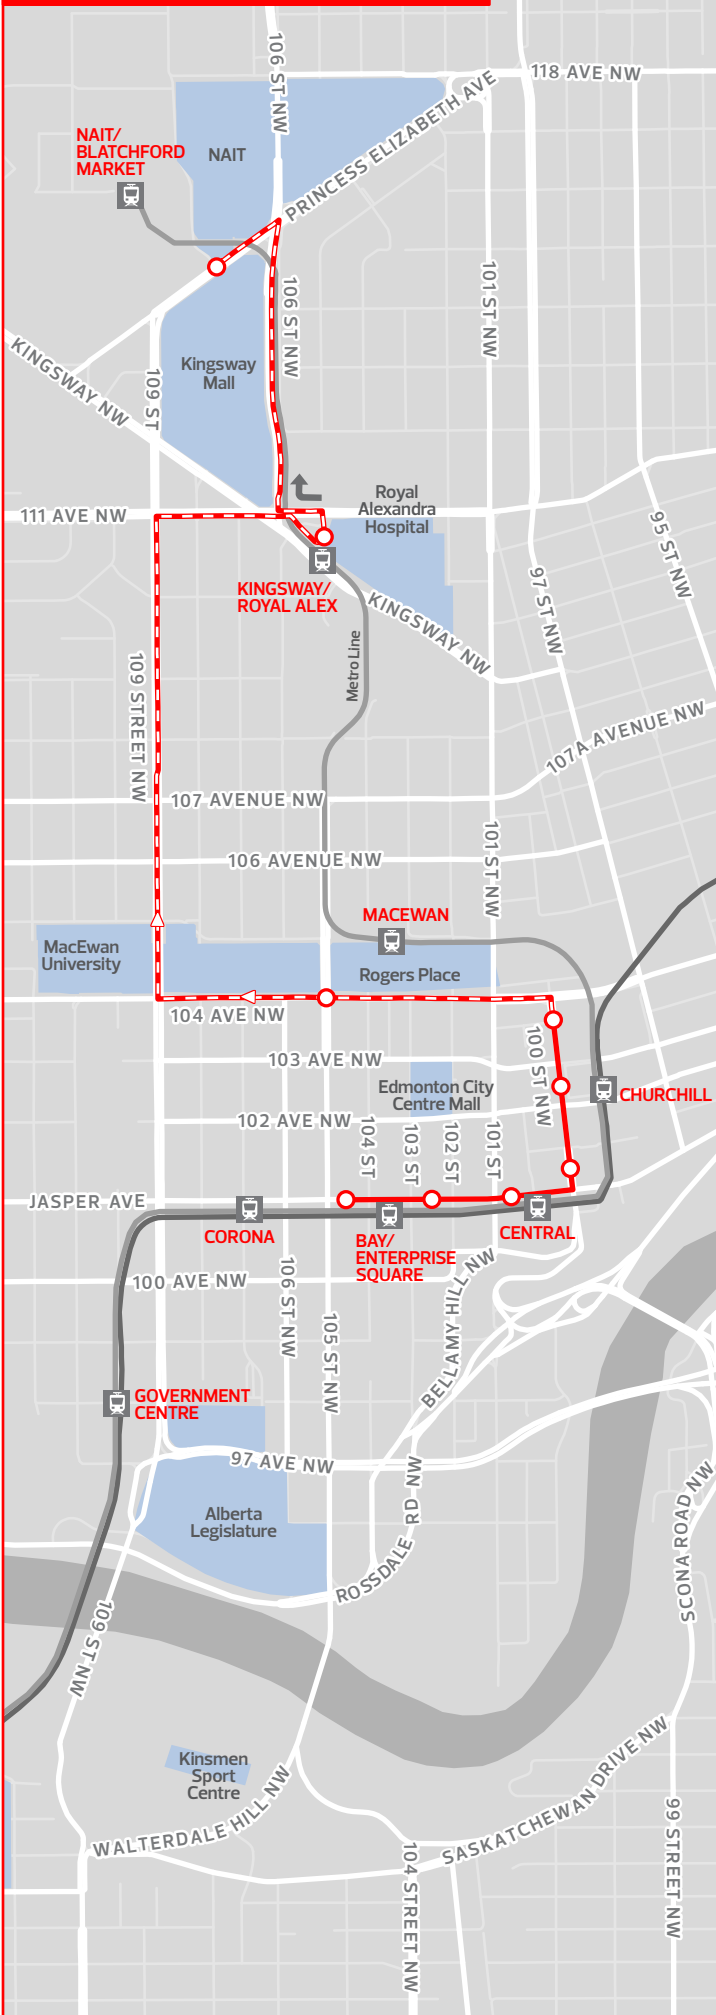 106 ST NW
118 AVE NW
PRINCESS ELIZABETH AVE
NAIT/
BLATCHFORD
MARKET
NAIT
101 ST NW
106 ST NW
KINGSWAY NW
109 ST
Kingsway
Mall
111 AVE NW
Royal
Alexandra
Hospital
95 ST NW
97 ST NW
KINGSWAY/
ROYAL ALEX
KINGSWAY NW
Metro Line
109 STREET NW
107A AVENUE NW
107 AVENUE NW
101 ST NW
106 AVENUE NW
MACEWAN
MacEwan
University
Rogers Place
104 AVE NW
100 ST NW
103 AVE NW
Edmonton City
Centre Mall
CHURCHILL
102 AVE NW
104 ST
103 ST
102 ST
101 ST
JASPER AVE
CORONA
BAY/
ENTERPRISE
SQUARE
CENTRAL
100 AVE NW
106 ST NW
105 ST NW
BELLAMY HILL NW
GOVERNMENT
CENTRE
97 AVE NW
Alberta
Legislature
ROSSDALE RD NW
SCONA ROAD NW
109 ST NW
Kinsmen
Sport
Centre
WALTERDALE HILL NW
SASKATCHEWAN DRIVE NW
104 STREET NW
99 STREET NW